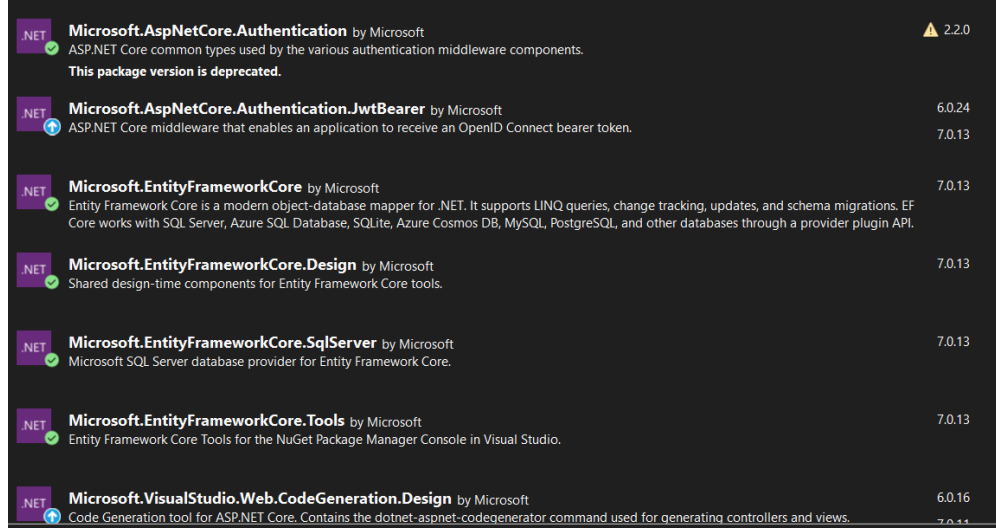 .NET Microsoft.AspNetCore.Authentication by Microsoft 2.2.0
ASP.NET Core common types used by the various authentication middleware components.
This package version is deprecated.
.NET Microsoft.AspNetCore.Authentication.JwtBearer by Microsoft 6.0.24
ASP.NET Core middleware that enables an application to receive an OpenID Connect bearer token. 7.0.13
.NET Microsoft.EntityFrameworkCore by Microsoft 7.0.13
Entity Framework Core is a modern object-database mapper for .NET. It supports LINQ queries, change tracking, updates, and schema migrations. EF
Core works with SQL Server, Azure SQL Database, SQLite, Azure Cosmos DB, MySQL, PostgreSQL, and other databases through a provider plugin API.
.NET Microsoft.EntityFrameworkCore.Design by Microsoft 7.0.13
Shared design-time components for Entity Framework Core tools.
.NET Microsoft.EntityFrameworkCore.SqlServer by Microsoft 7.0.13
Microsoft SQL Server database provider for Entity Framework Core.
.NET Microsoft.EntityFrameworkCore.Tools by Microsoft 7.0.13
Entity Framework Core Tools for the NuGet Package Manager Console in Visual Studio.
.NET Microsoft.VisualStudio.Web.CodeGeneration.Design by Microsoft 6.0.16
Code Generation tool for ASP.NET Core. Contains the dotnet-aspnet-codegenerator command used for generating controllers and views. 7.0.11